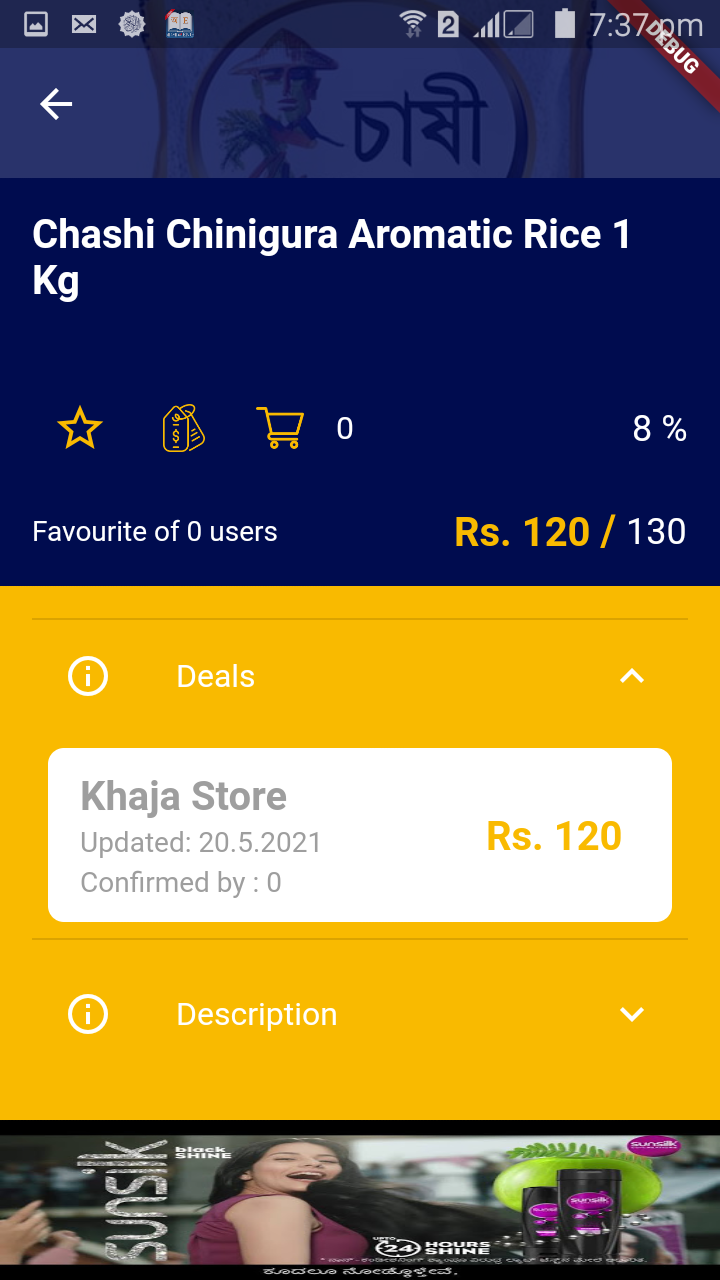 2
7:37 pm
DEBUG
চাষী
Chashi Chinigura Aromatic Rice 1
Kg
0
8 %
Favourite of 0 users
Rs. 120 / 130
Deals
Khaja Store
Updated: 20.5.2021
Confirmed by : 0
Rs. 120
Description
sunsilk
black
SHINE
sunsilk
sunsilk
UPTO
24 HOURS
SHINE